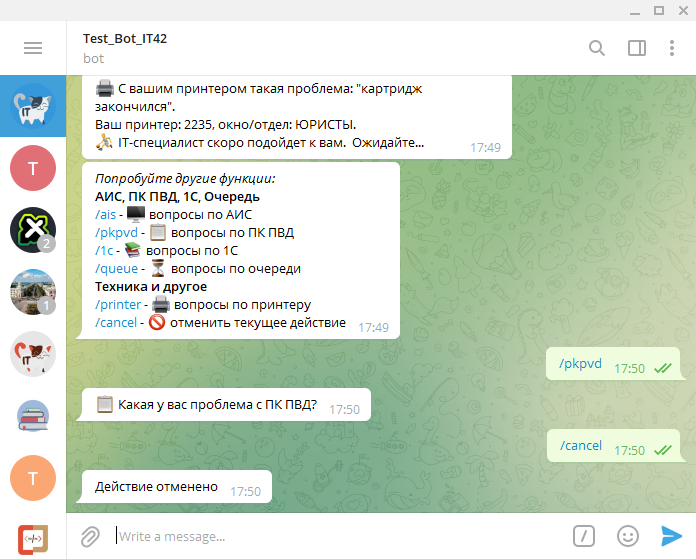 Test_Bot_IT42
bot
С вашим принтером такая проблема: "картридж
закончился".
Ваш принтер: 2235, окно/отдел: ЮРИСТЫ.
IT-специалист скоро подойдет к вам. Ожидайте...
17:49
Попробуйте другие функции:
АИС, ПК ПВД, 1С, Очередь
/ais - вопросы по АИС
/pkpvd - вопросы по ПК ПВД
/1c - вопросы по 1С
/queue - вопросы по очереди
Техника и другое
/printer - вопросы по принтеру
/cancel - отменить текущее действие 17:49
/pkpvd 17:50
Какая у вас проблема с ПК ПВД? 17:50
/cancel 17:50
Действие отменено 17:50
Write a message...
IT
T
2
1
IT
T